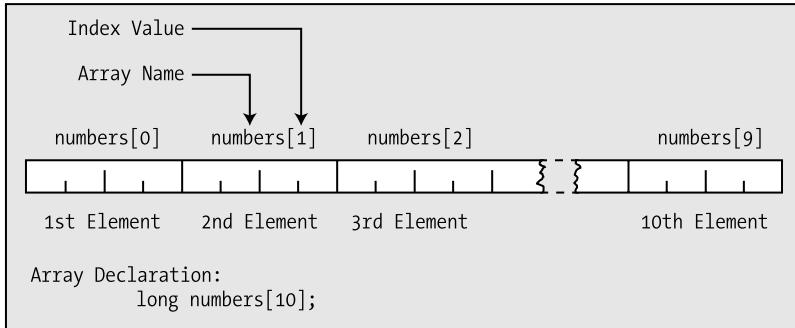 Index Value
Array Name
numbers[0] numbers[1] numbers[2] numbers[9]
1st Element 2nd Element 3rd Element 10th Element
Array Declaration:
long numbers[10];